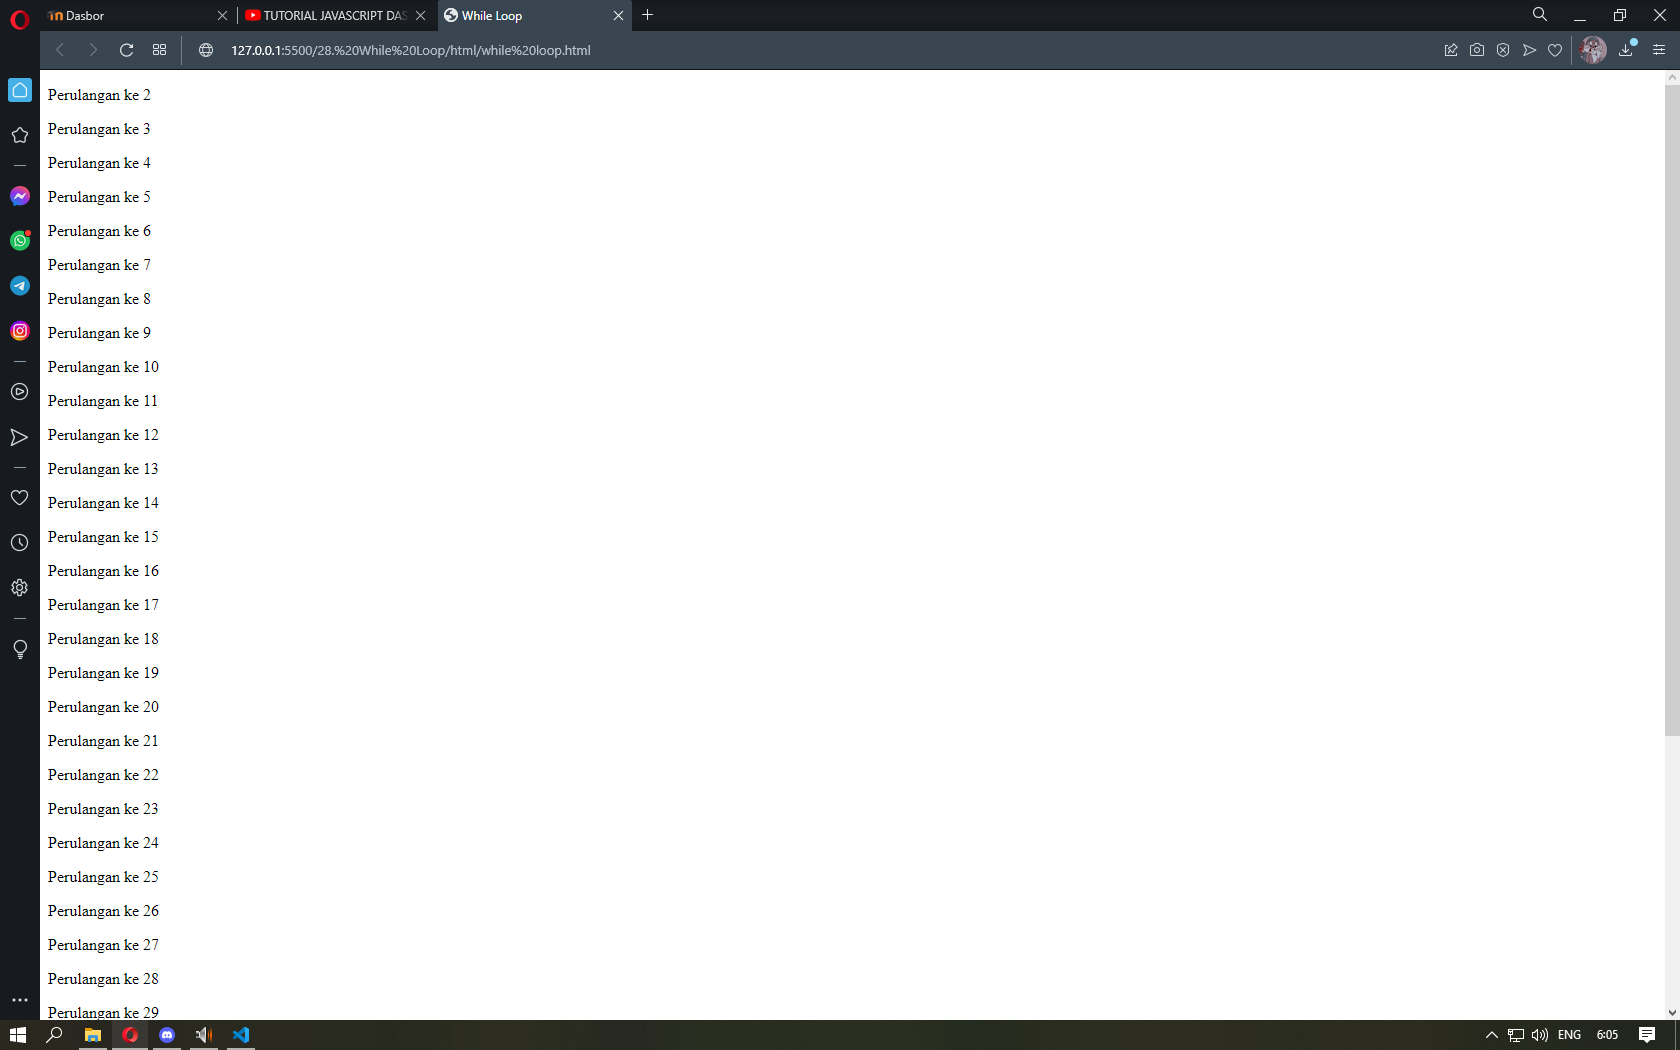 Dasbor
TUTORIAL JAVASCRIPT DAS
While Loop
127.0.0.1:5500/28.%20While%20Loop/html/while%20loop.html
Perulangan ke 2
Perulangan ke 3
Perulangan ke 4
Perulangan ke 5
Perulangan ke 6
Perulangan ke 7
Perulangan ke 8
Perulangan ke 9
Perulangan ke 10
Perulangan ke 11
Perulangan ke 12
Perulangan ke 13
Perulangan ke 14
Perulangan ke 15
Perulangan ke 16
Perulangan ke 17
Perulangan ke 18
Perulangan ke 19
Perulangan ke 20
Perulangan ke 21
Perulangan ke 22
Perulangan ke 23
Perulangan ke 24
Perulangan ke 25
Perulangan ke 26
Perulangan ke 27
Perulangan ke 28
Perulangan ke 29
ENG
6:05